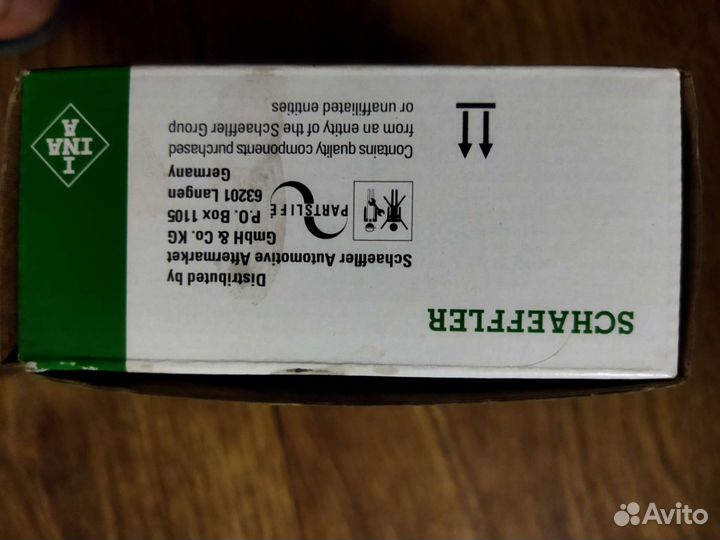 SCHAEFFLER
Distributed by
Schaeffler Automotive Aftermarket
GmbH & Co. KG
P.O. Box 1105
63201 Langen
Germany
PARTSLIFE
Contains quality components purchased
from an entity of the Schaeffler Group
or unaffiliated entities
I
INA
A
Avito